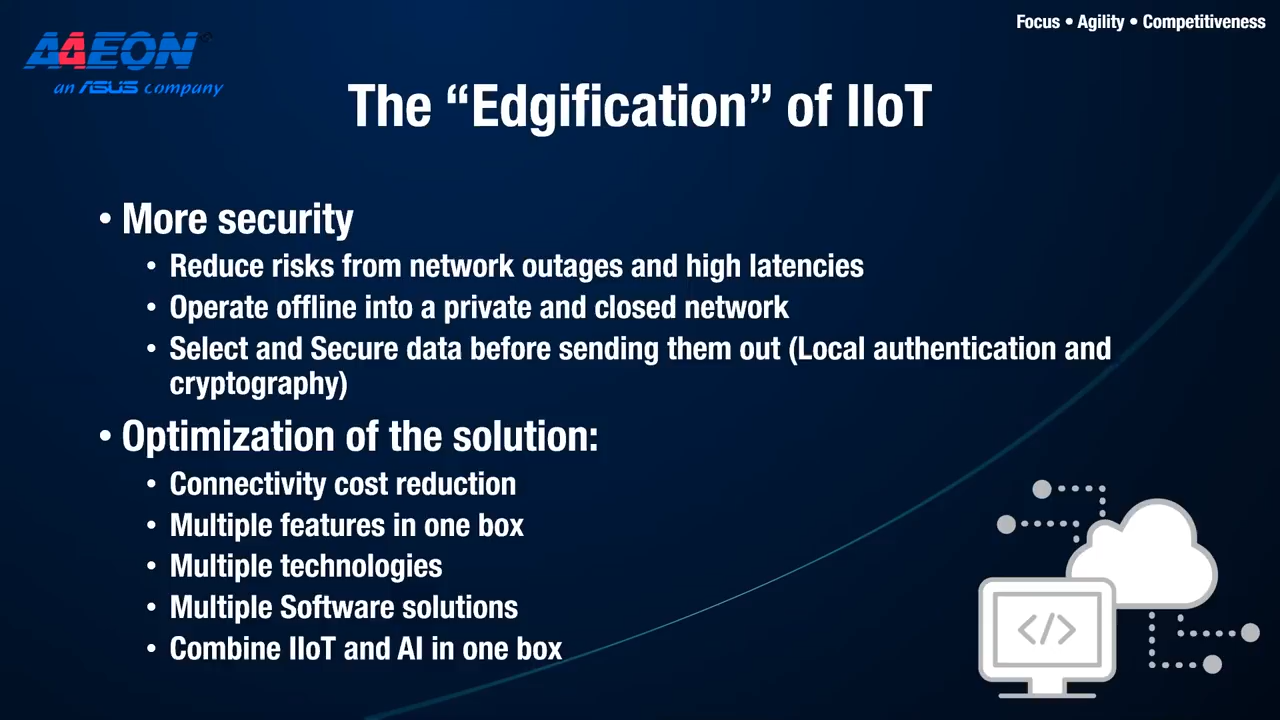 AAEON
an ASUS company
Focus • Agility • Competitiveness
The “Edgification” of IIoT
• More security
• Reduce risks from network outages and high latencies
• Operate offline into a private and closed network
• Select and Secure data before sending them out (Local authentication and
cryptography)
• Optimization of the solution:
• Connectivity cost reduction
• Multiple features in one box
• Multiple technologies
• Multiple Software solutions
• Combine IIoT and AI in one box
</>